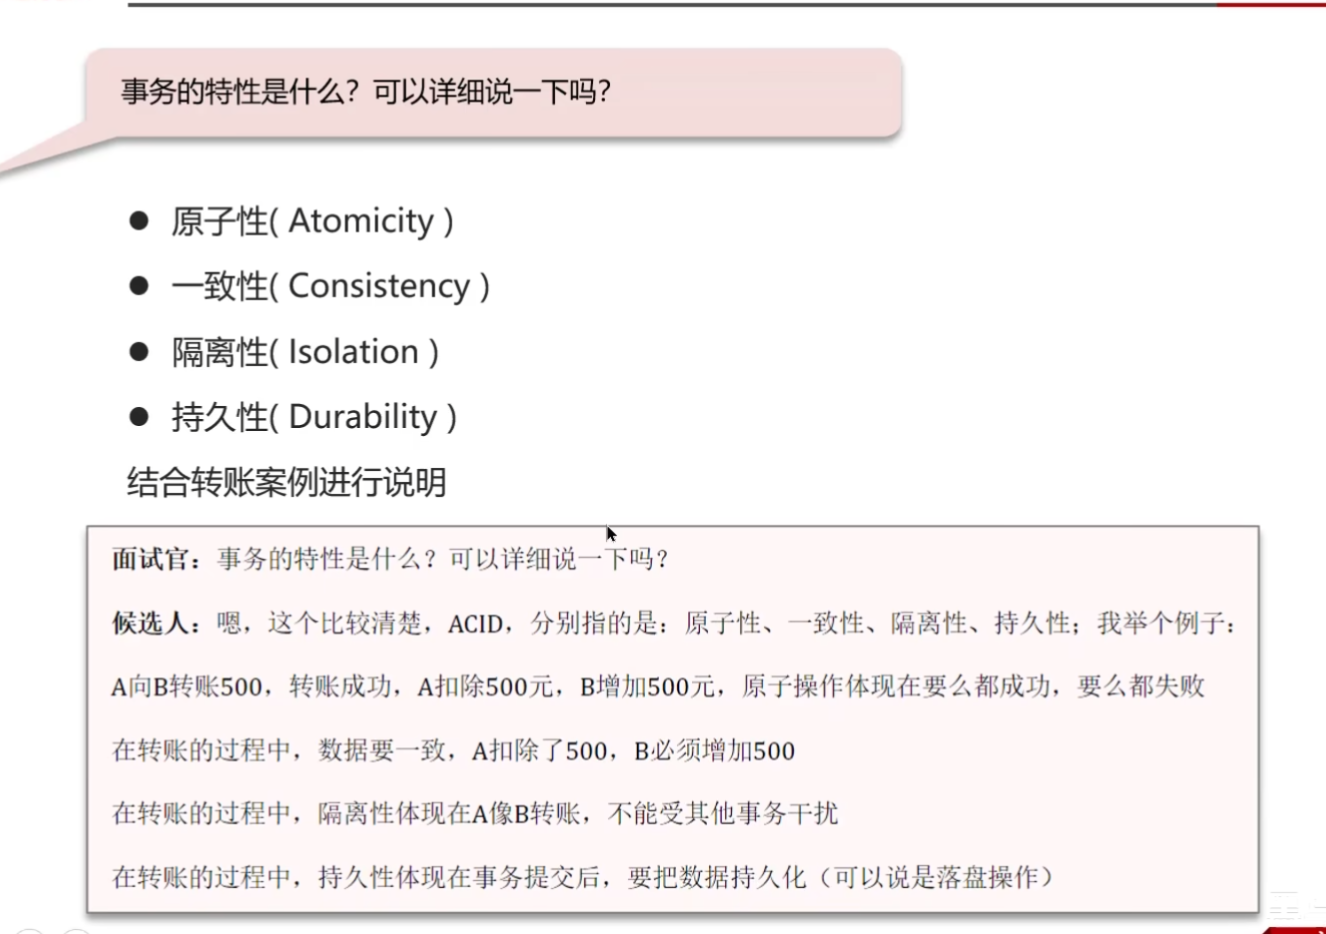 事务的特性是什么？可以详细说一下吗？
● 原子性( Atomicity )
● 一致性( Consistency )
● 隔离性( Isolation )
● 持久性( Durability )
结合转账案例进行说明
面试官：事务的特性是什么？可以详细说一下吗？
候选人：嗯，这个比较清楚，ACID，分别指的是：原子性、一致性、隔离性、持久性；我举个例子：
A向B转账500，转账成功，A扣除500元，B增加500元，原子操作体现在要么都成功，要么都失败
在转账的过程中，数据要一致，A扣除了500，B必须增加500
在转账的过程中，隔离性体现在A像B转账，不能受其他事务干扰
在转账的过程中，持久性体现在事务提交后，要把数据持久化（可以说是落盘操作）